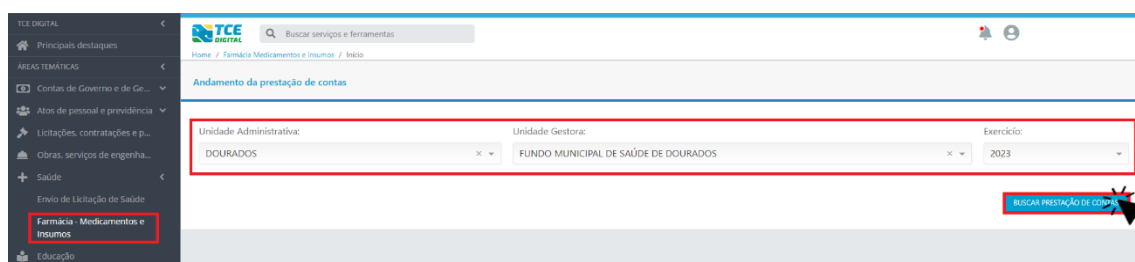 TCE DIGITAL
Principais destaques
ÁREAS TEMÁTICAS
Contas de Governo e de Ge...
Atos de pessoal e previdência
Licitações, contratações e p...
Obras, serviços de engenha...
Saúde
Envio de Licitação de Saúde
Farmácia - Medicamentos e
Insumos
Educação
TCE
DIGITAL
Buscar serviços e ferramentas
Home / Farmácia Medicamentos e Insumos / Início
Andamento da prestação de contas
Unidade Administrativa:
DOURADOS
Unidade Gestora:
FUNDO MUNICIPAL DE SAÚDE DE DOURADOS
Exercício:
2023
BUSCAR PRESTAÇÃO DE CONTAS